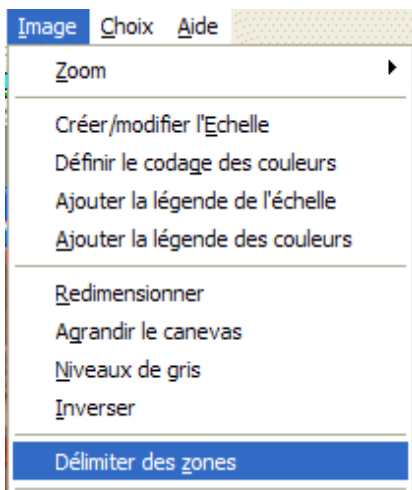 Image Choix Aide
Zoom
Créer/modifier l'Echelle
Définir le codage des couleurs
Ajouter la légende de l'échelle
Ajouter la légende des couleurs
Redimensionner
Agrandir le canevas
Niveaux de gris
Inverser
Délimiter des zones